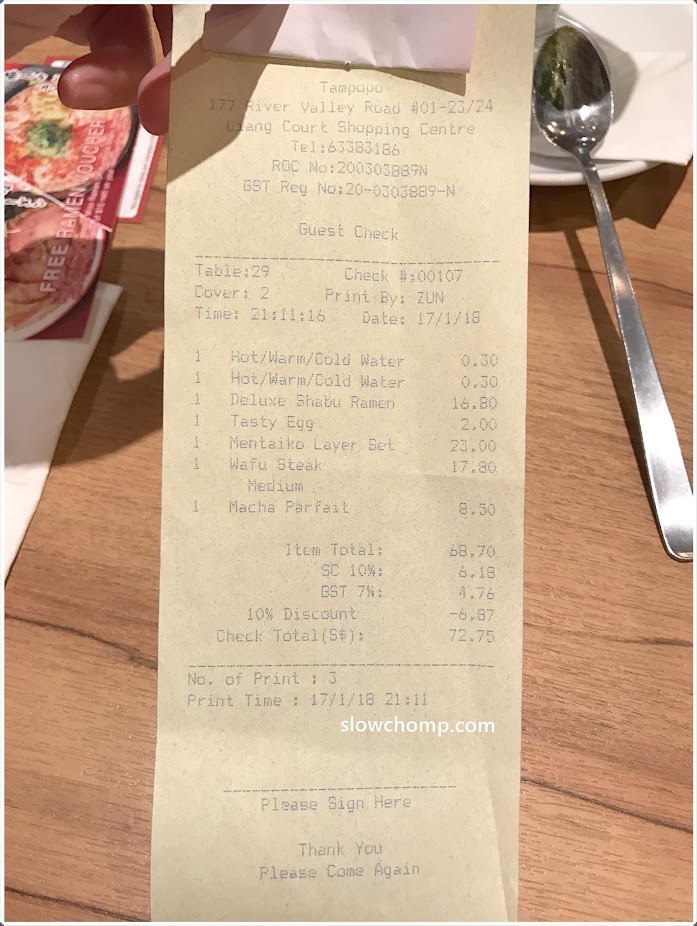 FREE RAMEN VOUCHER
Tampopo
177 River Valley Road #01-23/24
Liang Court Shopping Centre
Tel:63383186
ROC No:200303889N
GST Reg No:20-0303889-N
Guest Check
Table:29 Check #:00107
Cover: 2 Print By: ZUN
Time: 21:11:16 Date: 17/1/18
1 Hot/Warm/Cold Water 0.30
1 Hot/Warm/Cold Water 0.30
1 Deluxe Shabu Ramen 16.80
1 Tasty Egg 2.00
1 Mentaiko Layer Set 23.00
1 Wafu Steak 17.80
Medium
1 Macha Parfait 8.50
Item Total: 68.70
SC 10%: 6.18
GST 7%: 4.76
10% Discount -6.87
Check Total(S$): 72.75
No. of Print : 3
Print Time : 17/1/18 21:11
slowchomp.com
Please Sign Here
Thank You
Please Come Again